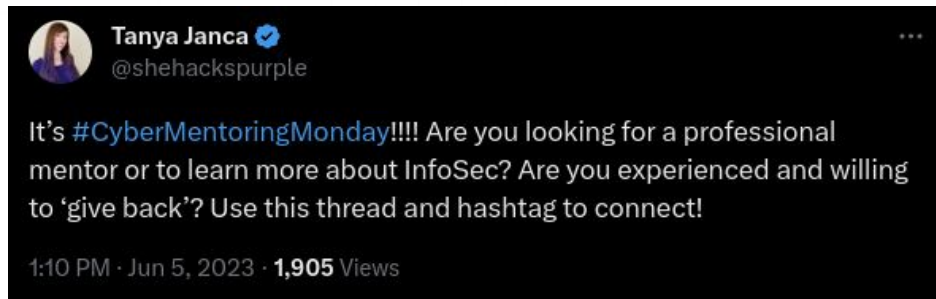 Tanya Janca
@shehackspurple
It’s #CyberMentoringMonday!!!! Are you looking for a professional
mentor or to learn more about InfoSec? Are you experienced and willing
to ‘give back’? Use this thread and hashtag to connect!
1:10 PM · Jun 5, 2023 · 1,905 Views